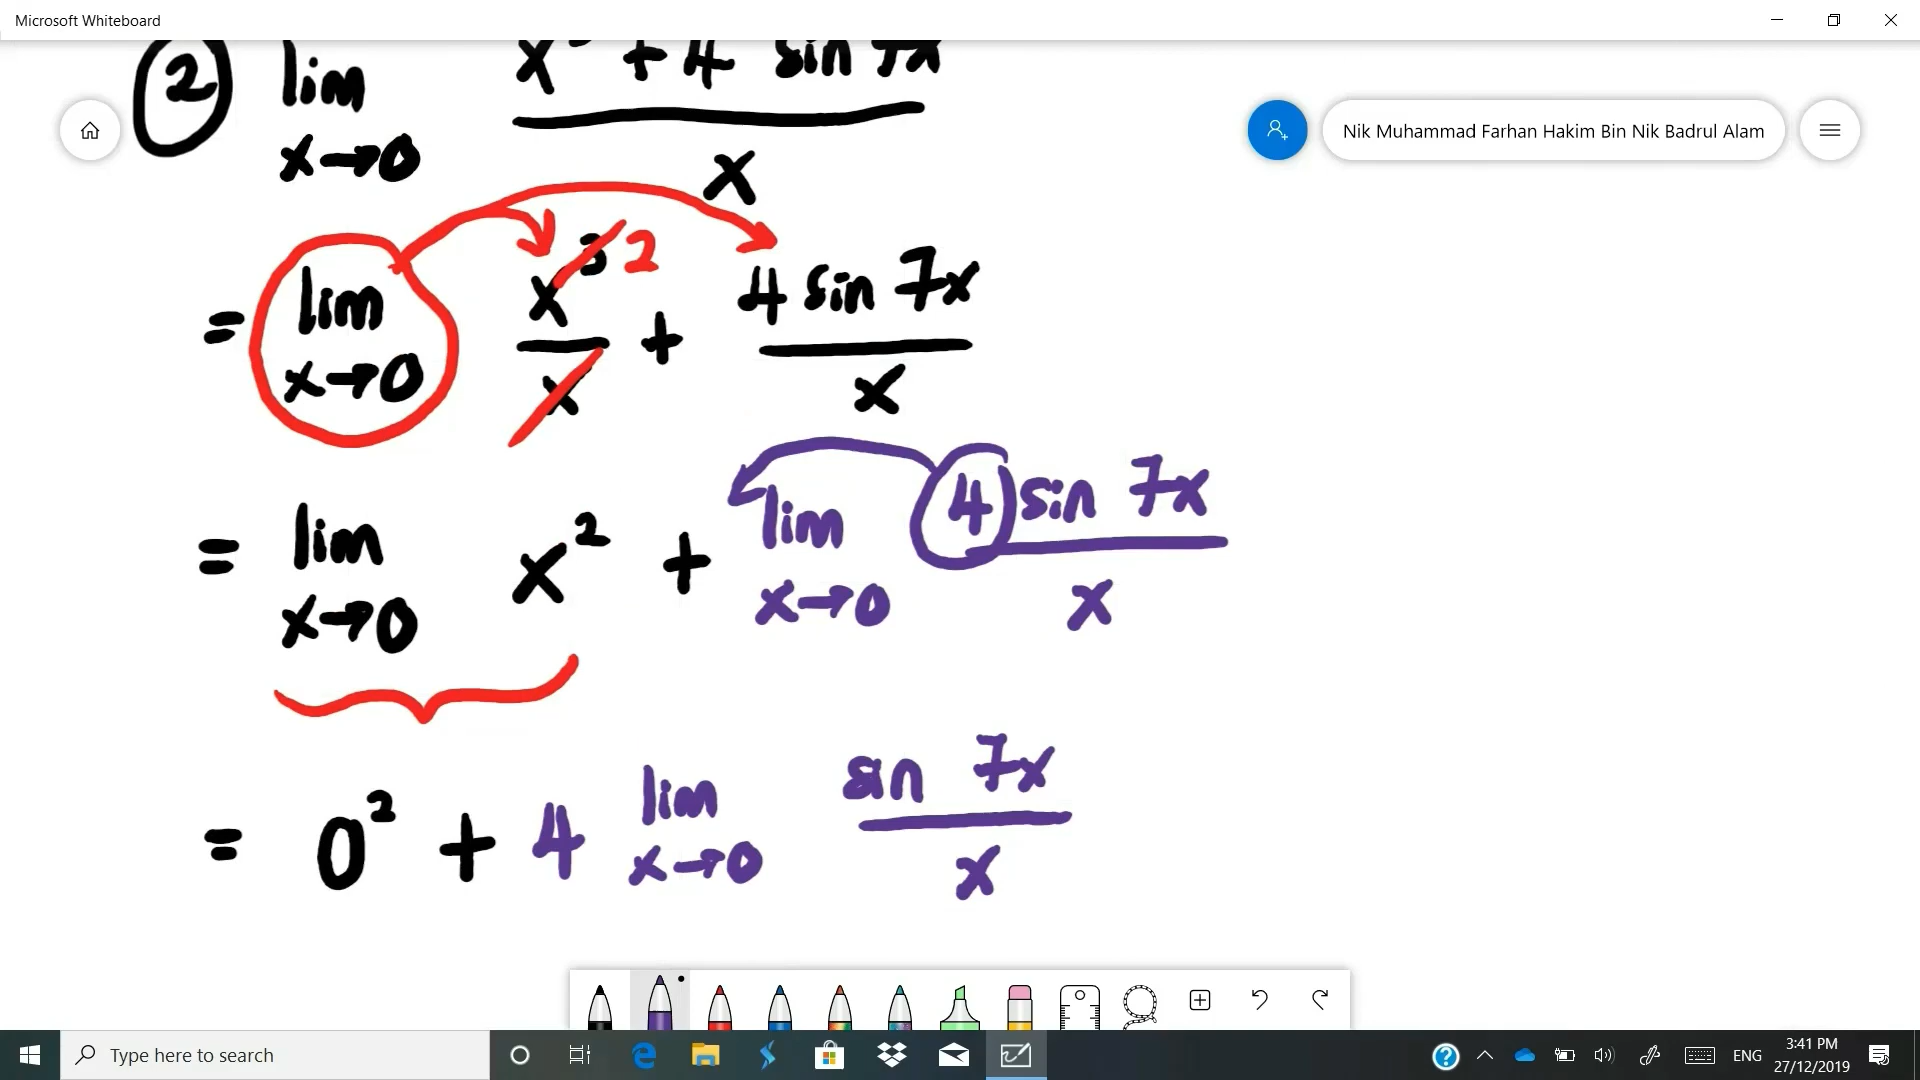 Microsoft Whiteboard
② lim x + 4 sin 7x
x→0 x
Nik Muhammad Farhan Hakim Bin Nik Badrul Alam
= lim x³ 2 + 4 sin 7x
x→0 x x
= lim x² + lim 4 sin 7x
x→0 x→0 x
= 0² + 4 lim sin 7x
x→0 x
Type here to search
ENG
3:41 PM
27/12/2019